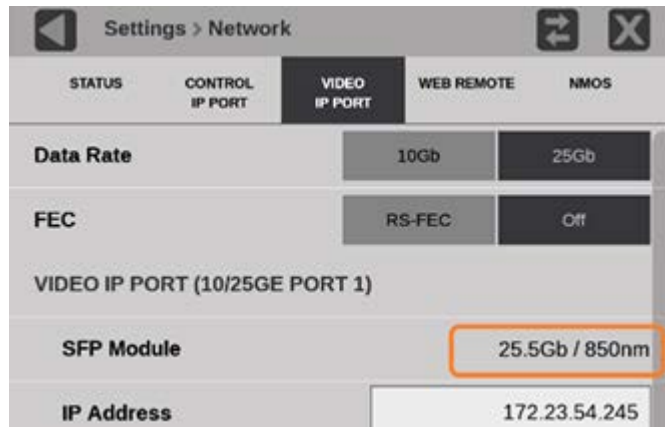 Settings > Network
STATUS
CONTROL IP PORT
VIDEO IP PORT
WEB REMOTE
NMOS
Data Rate
10Gb
25Gb
FEC
RS-FEC
Off
VIDEO IP PORT (10/25GE PORT 1)
SFP Module
25.5Gb / 850nm
IP Address
172.23.54.245